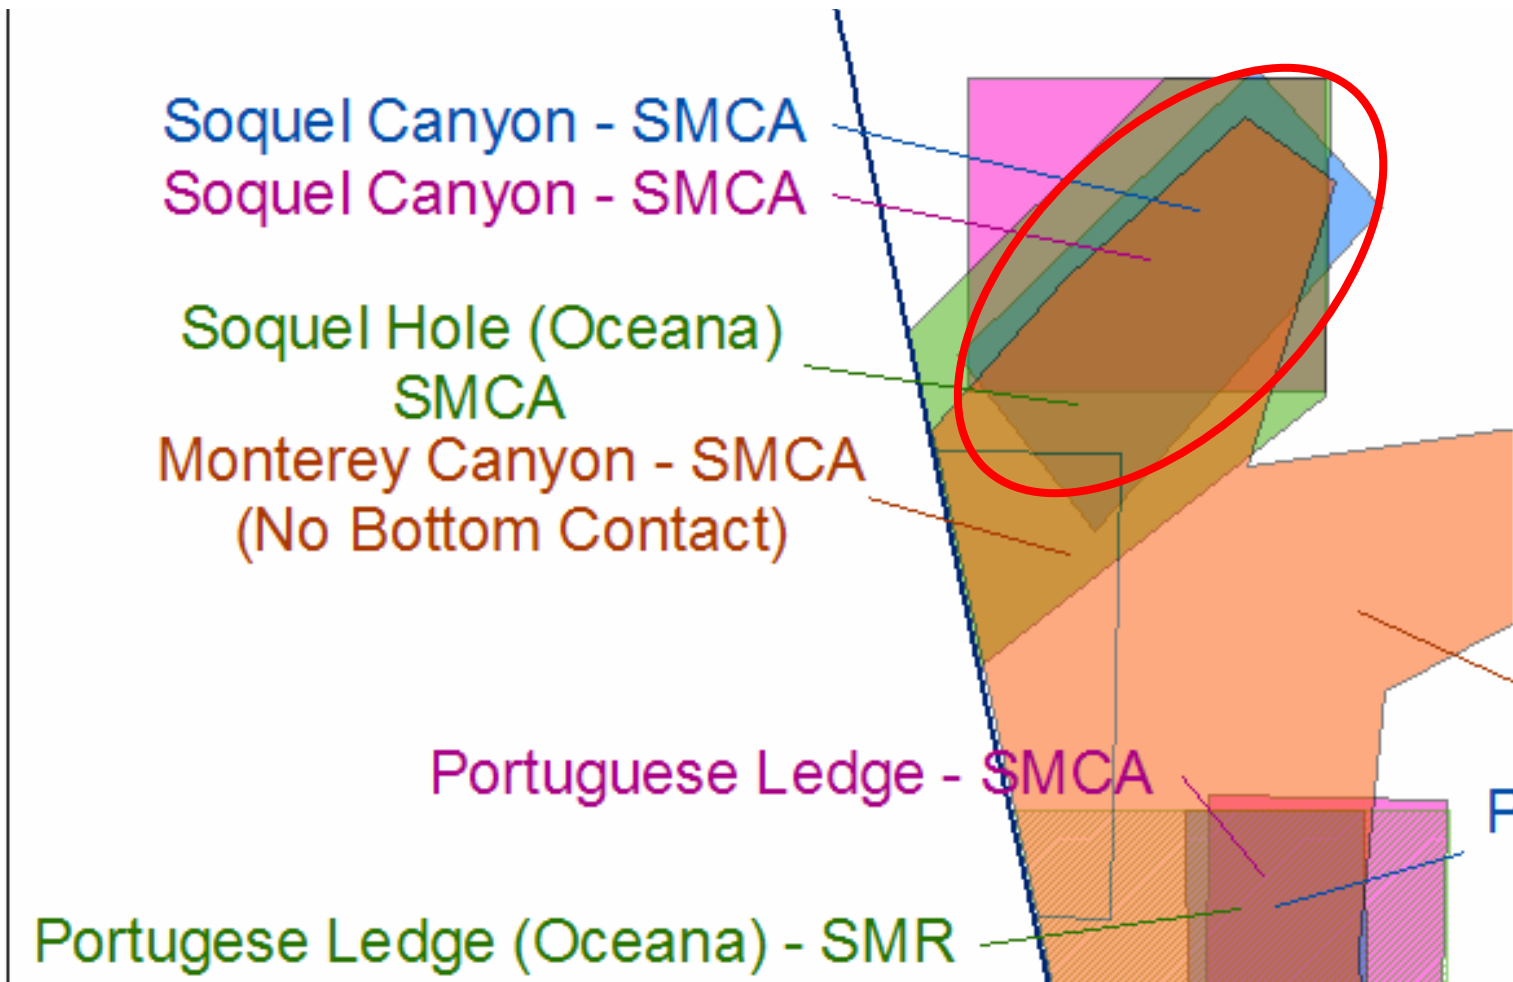 Soquel Canyon - SMCA
Soquel Canyon - SMCA
Soquel Hole (Oceana)
SMCA
Monterey Canyon - SMCA
(No Bottom Contact)
Portuguese Ledge - SMCA
P
Portugese Ledge (Oceana) - SMR